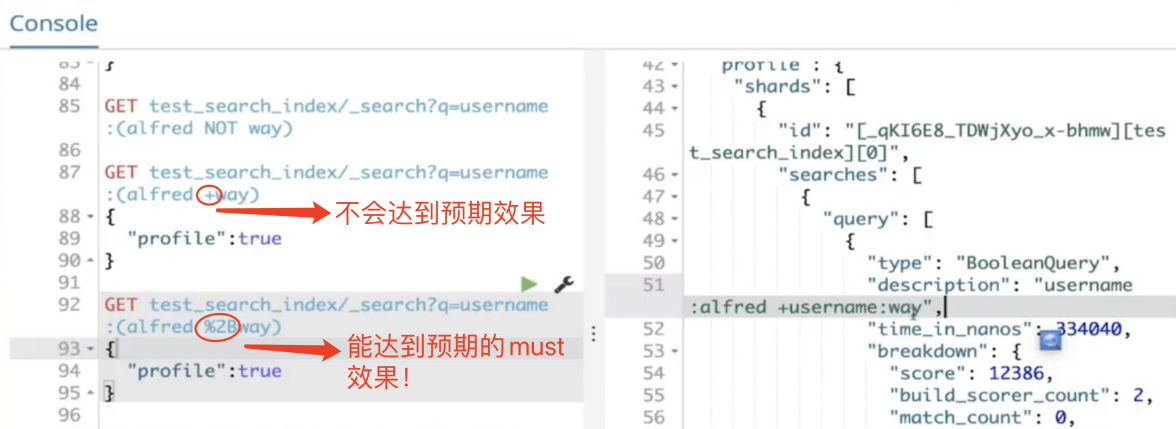 Console
83 }
84
85 GET test_search_index/_search?q=username
:(alfred NOT way)
86
87 GET test_search_index/_search?q=username
:(alfred +way)
不会达到预期效果
88 {
89 "profile":true
90 }
91
92 GET test_search_index/_search?q=username
:(alfred %2Bway)
能达到预期的must
效果!
93 {
94 "profile":true
95 }
96
42 "profile": {
43 "shards": [
44 {
45 "id": "[_qKI6E8_TDWjXyo_x-bhmw][tes
t_search_index][0]",
46 "searches": [
47 {
48 "query": [
49 {
50 "type": "BooleanQuery",
51 "description": "username
:alfred +username:way",
52 "time_in_nanos": 334040,
53 "breakdown": {
54 "score": 12386,
55 "build_scorer_count": 2,
56 "match_count": 0,